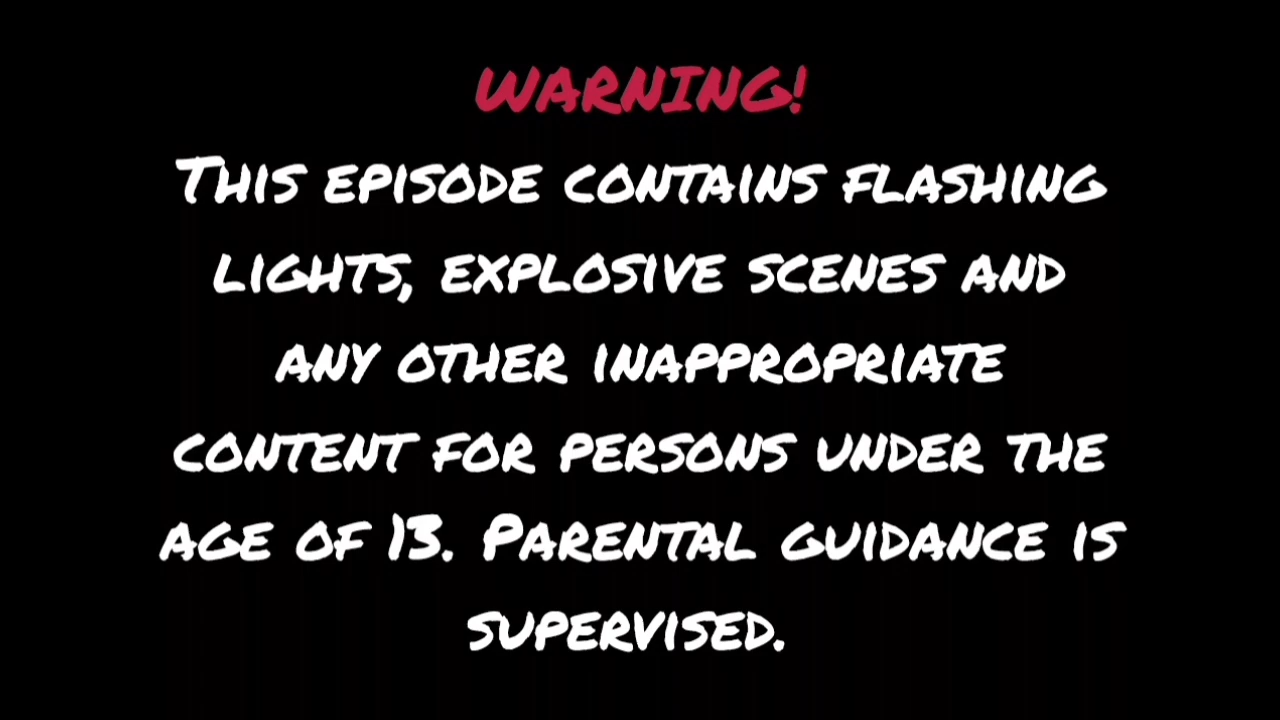 WARNING!
This episode contains flashing
lights, explosive scenes and
any other inappropriate
content for persons under the
age of 13. Parental guidance is
supervised.